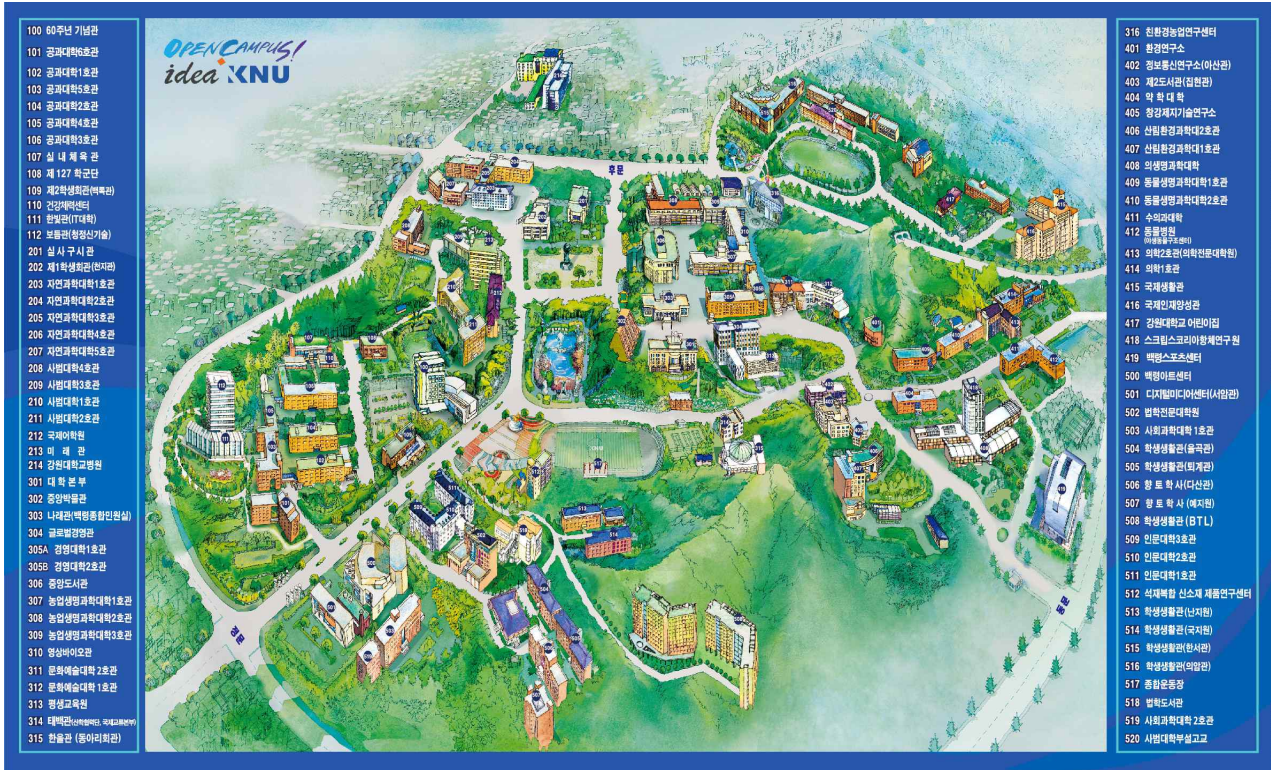 100 60주년 기념관
101 공과대학6호관
102 공과대학1호관
103 공과대학5호관
104 공과대학2호관
105 공과대학4호관
106 공과대학3호관
107 실 내 체 육 관
108 제 127 학군단
109 제2학생회관(백록관)
110 건강체력센터
111 한빛관(IT대학)
112 보듬관(청정신기술)
201 실 사 구 시 관
202 제1학생회관(천지관)
203 자연과학대학1호관
204 자연과학대학2호관
205 자연과학대학3호관
206 자연과학대학4호관
207 자연과학대학5호관
208 사범대학4호관
209 사범대학3호관
210 사범대학1호관
211 사범대학2호관
212 국제어학원
213 미 래 관
214 강원대학교병원
301 대 학 본 부
302 중앙박물관
303 나래관(백령종합민원실)
304 글로벌경영관
305A 경영대학1호관
305B 경영대학2호관
306 중앙도서관
307 농업생명과학대학1호관
308 농업생명과학대학2호관
309 농업생명과학대학3호관
310 영상바이오관
311 문화예술대학 2호관
312 문화예술대학 1호관
313 평생교육원
314 태백관(산학협력단, 국제교류본부)
315 한울관 (동아리회관)
OPEN CAMPUS!
idea KNU
후문
정문
동문
316 친환경농업연구센터
401 환경연구소
402 정보통신연구소(아산관)
403 제2도서관(집현관)
404 약 학 대 학
405 창강제지기술연구소
406 산림환경과학대2호관
407 산림환경과학대1호관
408 의생명과학대학
409 동물생명과학대학1호관
410 동물생명과학대학2호관
411 수의과대학
412 동물병원
(야생동물구조센터)
413 의학2호관(의학전문대학원)
414 의학1호관
415 국제생활관
416 국제인재양성관
417 강원대학교 어린이집
418 스크립스코리아항체연구원
419 백령스포츠센터
500 백령아트센터
501 디지털미디어센터(서암관)
502 법학전문대학원
503 사회과학대학 1호관
504 학생생활관(율곡관)
505 학생생활관(퇴계관)
506 향 토 학 사(다산관)
507 향 토 학 사 (예지원)
508 학생생활관 (BTL)
509 인문대학3호관
510 인문대학2호관
511 인문대학1호관
512 석재복합 신소재 제품연구센터
513 학생생활관(난지원)
514 학생생활관(국지원)
515 학생생활관(한서관)
516 학생생활관(의암관)
517 종합운동장
518 법학도서관
519 사회과학대학 2호관
520 사범대학부설고교